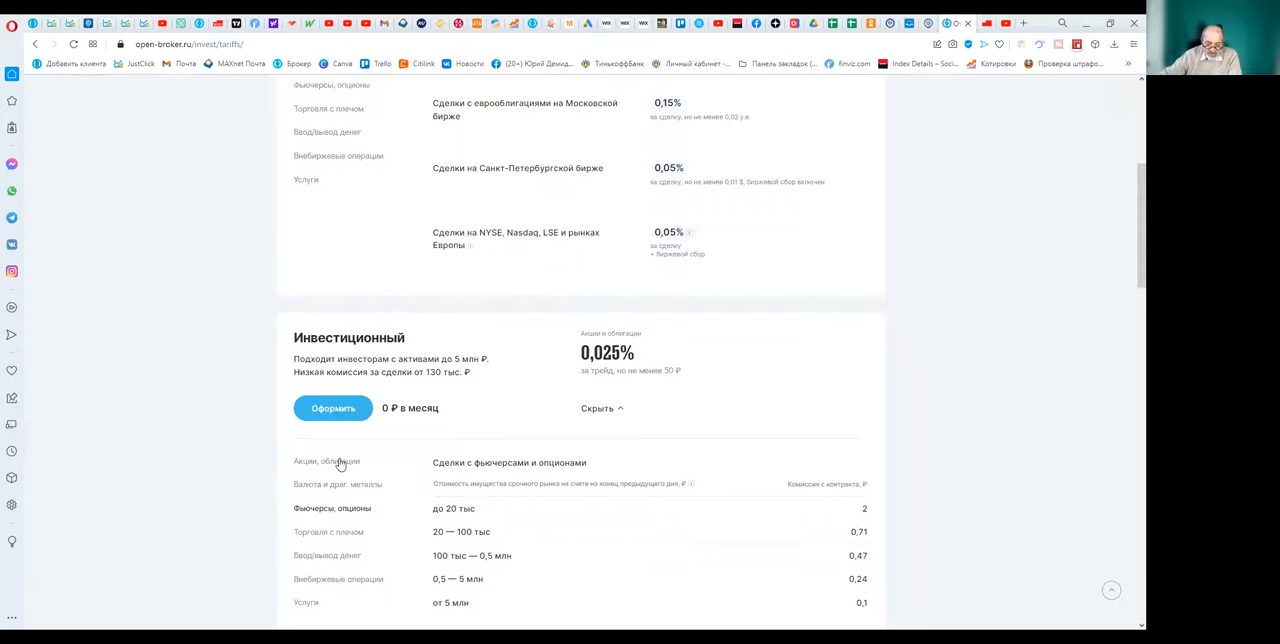 open-broker.ru/invest/tariffs/
Добавить клиента
JustClick
Почта
MAXнет Почта
Брокер
Canva
Trello
Citilink
Новости
(20+) Юрий Демид...
ТинькоффБанк
Личный кабинет -...
Панель закладок (...
finviz.com
Index Details – Soci...
Котировки
Проверка штрафо...
Фьючерсы, опционы
Торговля с плечом
Ввод/вывод денег
Внебиржевые операции
Услуги
Сделки с еврооблигациями на Московской
бирже
0,15%
за сделку, но не менее 0,02 у.е
Сделки на Санкт-Петербургской бирже
0,05%
за сделку, но не менее 0,01 $, биржевой сбор включен
Сделки на NYSE, Nasdaq, LSE и рынках
Европы
0,05%
за сделку
+ биржевой сбор
Инвестиционный
Подходит инвесторам с активами до 5 млн ₽.
Низкая комиссия за сделки от 130 тыс. ₽
Акции и облигации
0,025%
за трейд, но не менее 50 ₽
Оформить
0 ₽ в месяц
Скрыть
Акции, облигации
Валюта и драг. металлы
Фьючерсы, опционы
Торговля с плечом
Ввод/вывод денег
Внебиржевые операции
Услуги
Сделки с фьючерсами и опционами
Стоимость имущества срочного рынка на счете на конец предыдущего дня, ₽
Комиссия с контракта, ₽
до 20 тыс 2
20 — 100 тыс 0,71
100 тыс — 0,5 млн 0,47
0,5 — 5 млн 0,24
от 5 млн 0,1